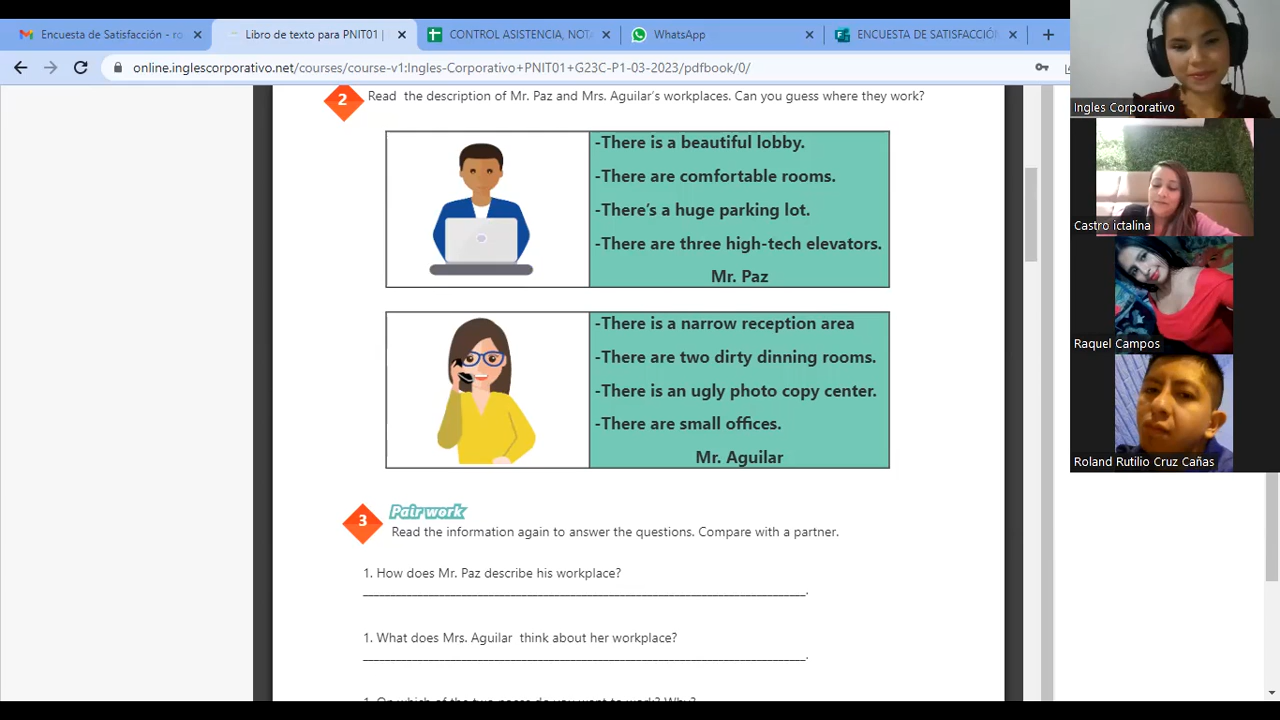 Encuesta de Satisfacción - ro
Libro de texto para PNIT01 |
CONTROL ASISTENCIA, NOTA
WhatsApp
ENCUESTA DE SATISFACCIÓN
online.inglescorporativo.net/courses/course-v1:Ingles-Corporativo+PNIT01+G23C-P1-03-2023/pdfbook/0/
2 Read the description of Mr. Paz and Mrs. Aguilar's workplaces. Can you guess where they work?
-There is a beautiful lobby.
-There are comfortable rooms.
-There's a huge parking lot.
-There are three high-tech elevators.
Mr. Paz
-There is a narrow reception area
-There are two dirty dinning rooms.
-There is an ugly photo copy center.
-There are small offices.
Mr. Aguilar
3 Pair work
Read the information again to answer the questions. Compare with a partner.
1. How does Mr. Paz describe his workplace?
1. What does Mrs. Aguilar think about her workplace?
Ingles Corporativo
Castro ictalina
Raquel Campos
Roland Rutilio Cruz Cañas